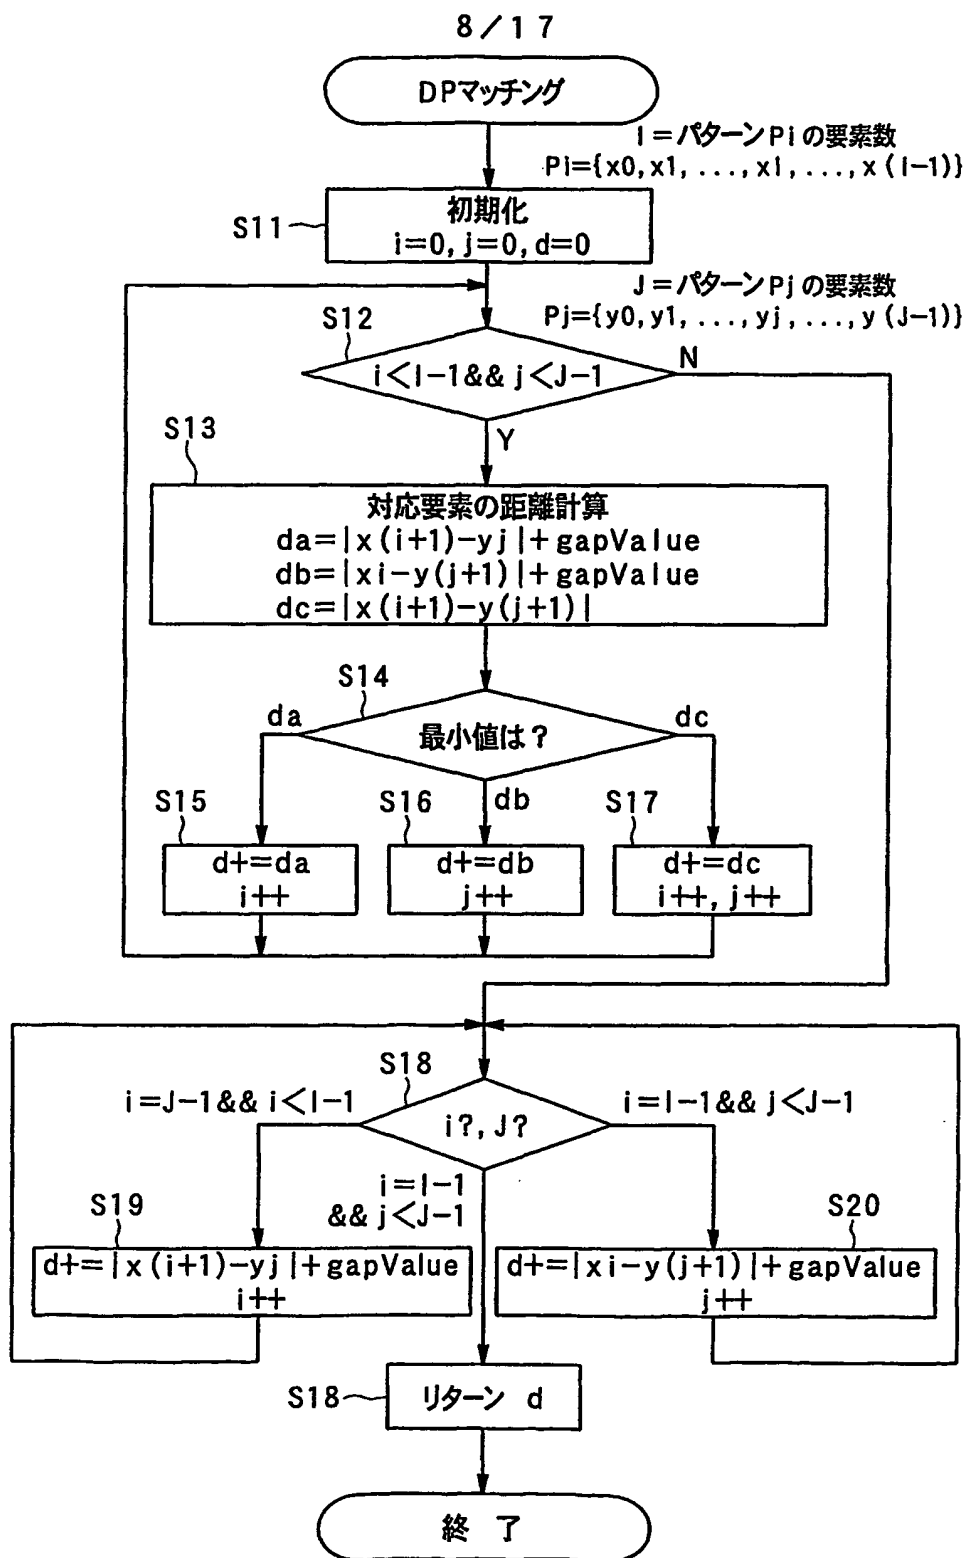 8/17
DPマッチング
I=パターンPiの要素数
Pi={x0,x1, ...,xi, ...,x(I-1)}
S11
初期化
i=0,j=0,d=0
J=パターンPjの要素数
Pj={y0,y1, ...,yj, ...,y(J-1)}
S12
i<I-1&& j<J-1
N
Y
S13
対応要素の距離計算
da=|x(i+1)-yj|+gapValue
db=|xi-y(j+1)|+gapValue
dc=|x(i+1)-y(j+1)|
S14
da
最小値は?
dc
db
S15
d+=da
i++
S16
d+=db
j++
S17
d+=dc
i++, j++
S18
i=J-1&& i<I-1
i?, J?
i=I-1&& j<J-1
i=I-1
&& j<J-1
S19
d+=|x(i+1)-yj|+gapValue
i++
S20
d+=|xi-y(j+1)|+gapValue
j++
S18
リターン d
終了